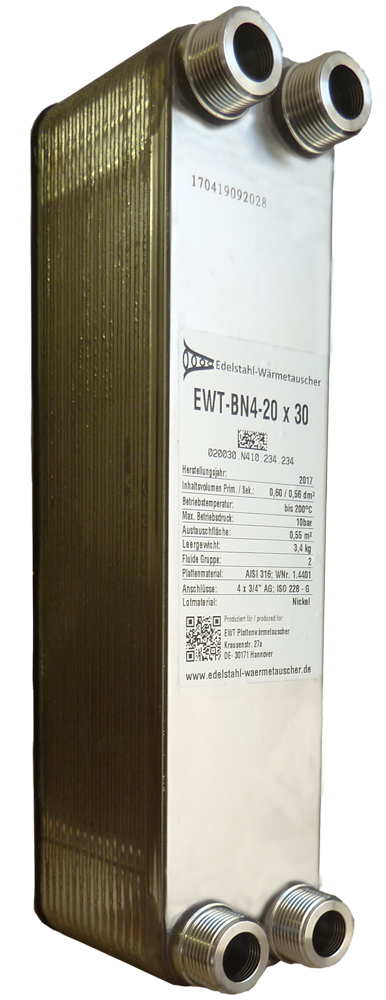 170419092028
Edelstahl-Wärmetauscher
EWT-BN4-20 x 30
020030.N410.234.234
Herstellungsjahr: 2017
Inhaltsvolumen Prim. / Sek.: 0,60 / 0,56 dm³
Betriebstemperatur: bis 200°C
Max. Betriebsdruck: 10bar
Austauschfläche: 0,55 m²
Leergewicht: 3,4 kg
Fluide Gruppe: 2
Plattenmaterial: AISI 316; WNr. 1.4401
Anschlüsse: 4 x 3/4" AG; ISO 228 - G
Lotmaterial: Nickel
Produziert für / produced for:
EWT Plattenwärmetauscher
Krausenstr. 27a
DE- 30171 Hannover
www.edelstahl-waermetauscher.de